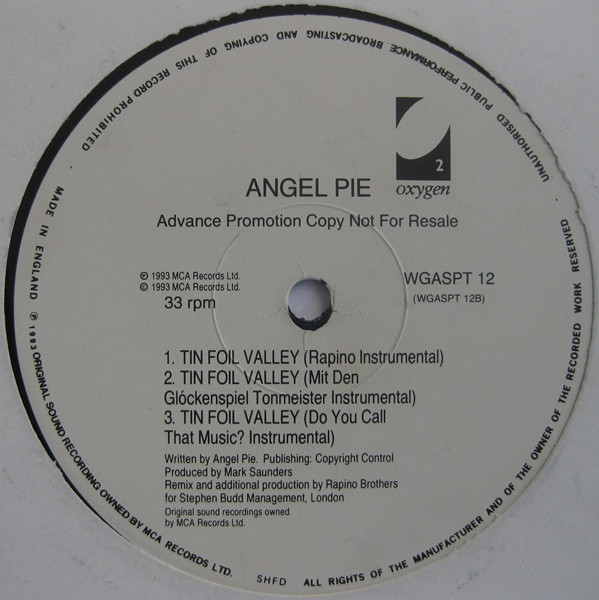 UNAUTHORISED PUBLIC PERFORMANCE BROADCASTING AND COPYING OF THIS RECORD PROHIBITED
MADE IN ENGLAND ℗ 1993 ORIGINAL SOUND RECORDING OWNED BY MCA RECORDS LTD.
SHFD
ALL RIGHTS OF THE MANUFACTURER AND OF THE OWNER OF THE RECORDED WORK RESERVED
2
oxygen
ANGEL PIE
Advance Promotion Copy Not For Resale
℗ 1993 MCA Records Ltd.
© 1993 MCA Records Ltd.
33 rpm
WGASPT 12
(WGASPT 12B)
1. TIN FOIL VALLEY (Rapino Instrumental)
2. TIN FOIL VALLEY (Mit Den
Glóckenspiel Tonmeister Instrumental)
3. TIN FOIL VALLEY (Do You Call
That Music? Instrumental)
Written by Angel Pie. Publishing: Copyright Control
Produced by Mark Saunders
Remix and additional production by Rapino Brothers
for Stephen Budd Management, London
Original sound recordings owned
by MCA Records Ltd.